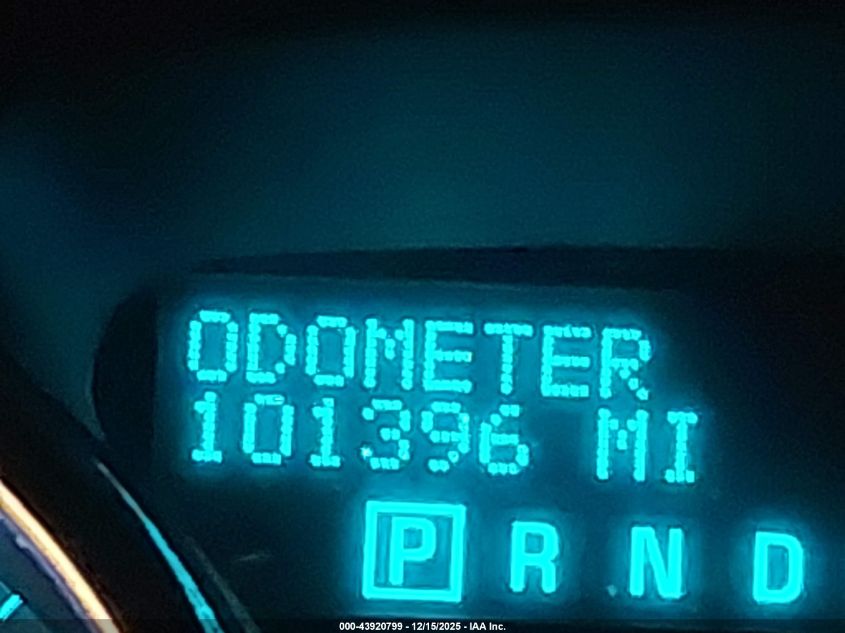 ODOMETER
101396 MI
P R N D
000-43920799 - 12/15/2025 - IAA Inc.